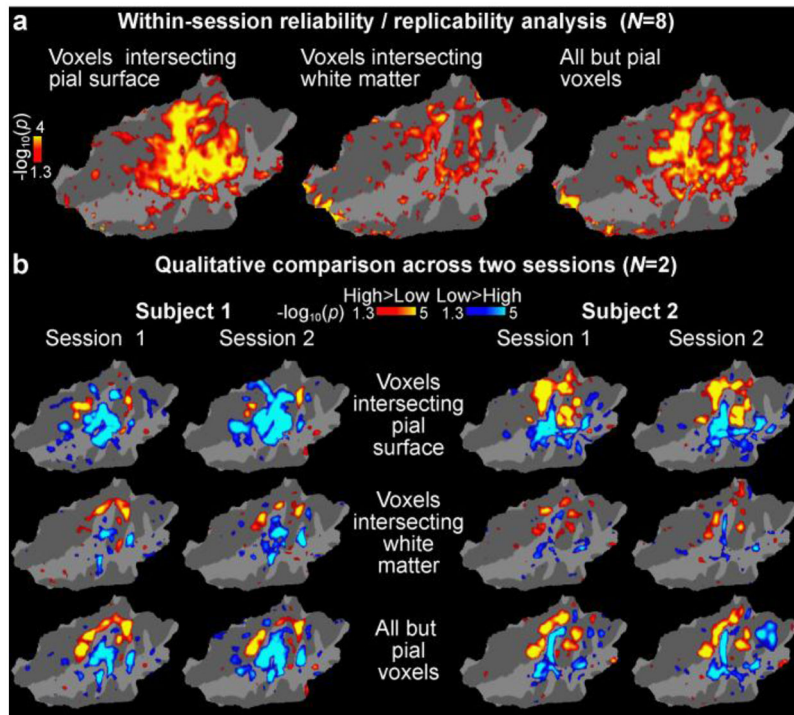 a Within-session reliability / replicability analysis (N=8)
Voxels intersecting
pial surface
Voxels intersecting
white matter
All but pial
voxels
-log10(p)
4
1.3
b Qualitative comparison across two sessions (N=2)
Subject 1
-log10(p)
High>Low
1.3 5
Low>High
1.3 5
Subject 2
Session 1
Session 2
Session 1
Session 2
Voxels
intersecting
pial
surface
Voxels
intersecting
white
matter
All but
pial
voxels